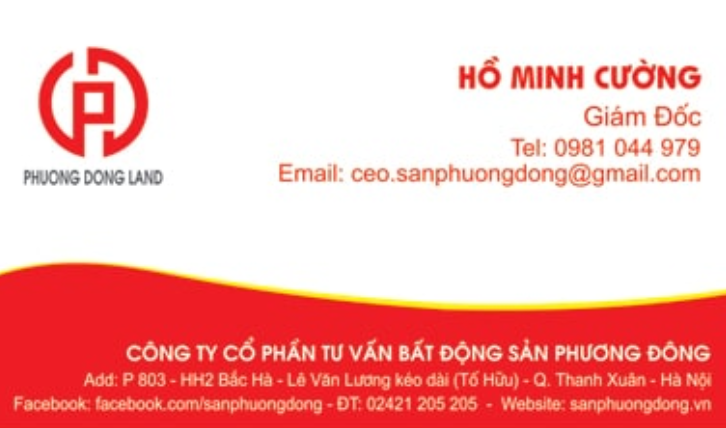 PHUONG DONG LAND
HỒ MINH CƯỜNG
Giám Đốc
Tel: 0981 044 979
Email: ceo.sanphuongdong@gmail.com
CÔNG TY CỔ PHẦN TƯ VẤN BẤT ĐỘNG SẢN PHƯƠNG ĐÔNG
Add: P 803 - HH2 Bắc Hà - Lê Văn Lương kéo dài (Tố Hữu) - Q. Thanh Xuân - Hà Nội
Facebook: facebook.com/sanphuongdong - ĐT: 02421 205 205 - Website: sanphuongdong.vn